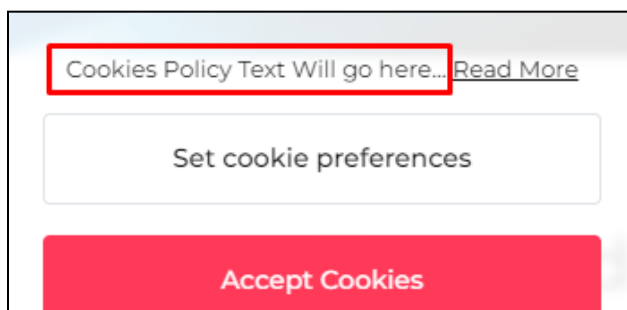 Cookies Policy Text Will go here... Read More
Set cookie preferences
Accept Cookies